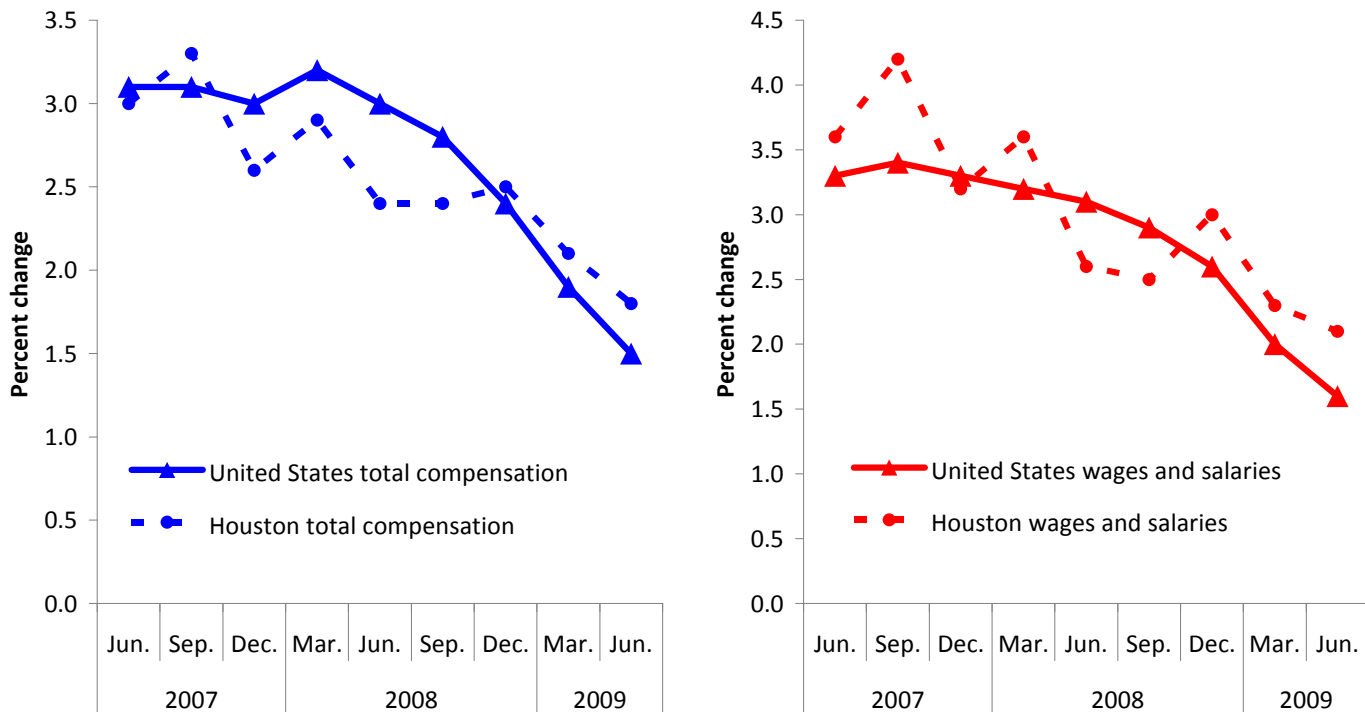 Percent change
3.5
3.0
2.5
2.0
1.5
1.0
0.5
0.0
United States total compensation
Houston total compensation
Jun. Sep. Dec. Mar. Jun. Sep. Dec. Mar. Jun.
2007 2008 2009
Percent change
4.5
4.0
3.5
3.0
2.5
2.0
1.5
1.0
0.5
0.0
United States wages and salaries
Houston wages and salaries
Jun. Sep. Dec. Mar. Jun. Sep. Dec. Mar. Jun.
2007 2008 2009